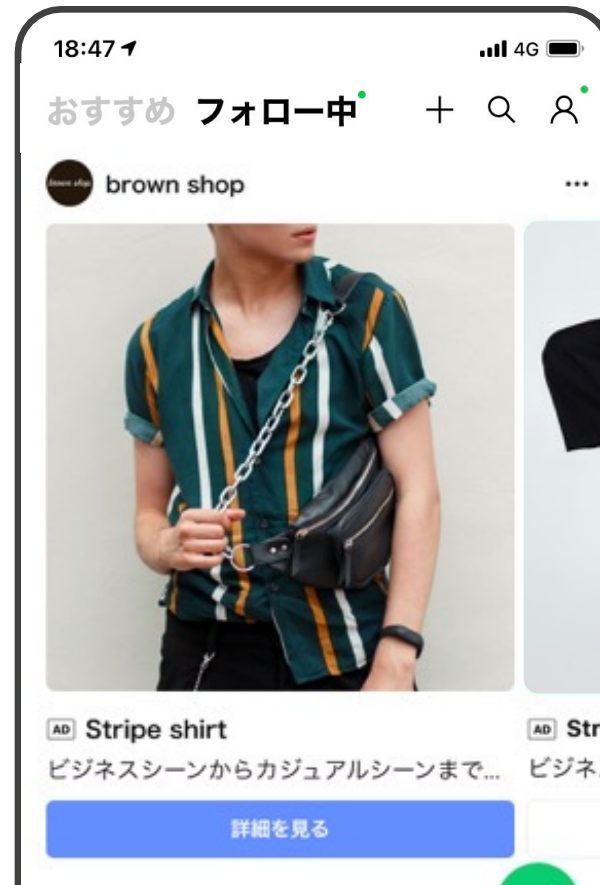 18:47
4G
おすすめ フォロー中
brown shop
brown shop
AD Stripe shirt
ビジネスシーンからカジュアルシーンまで...
詳細を見る
AD Str
ビジネ